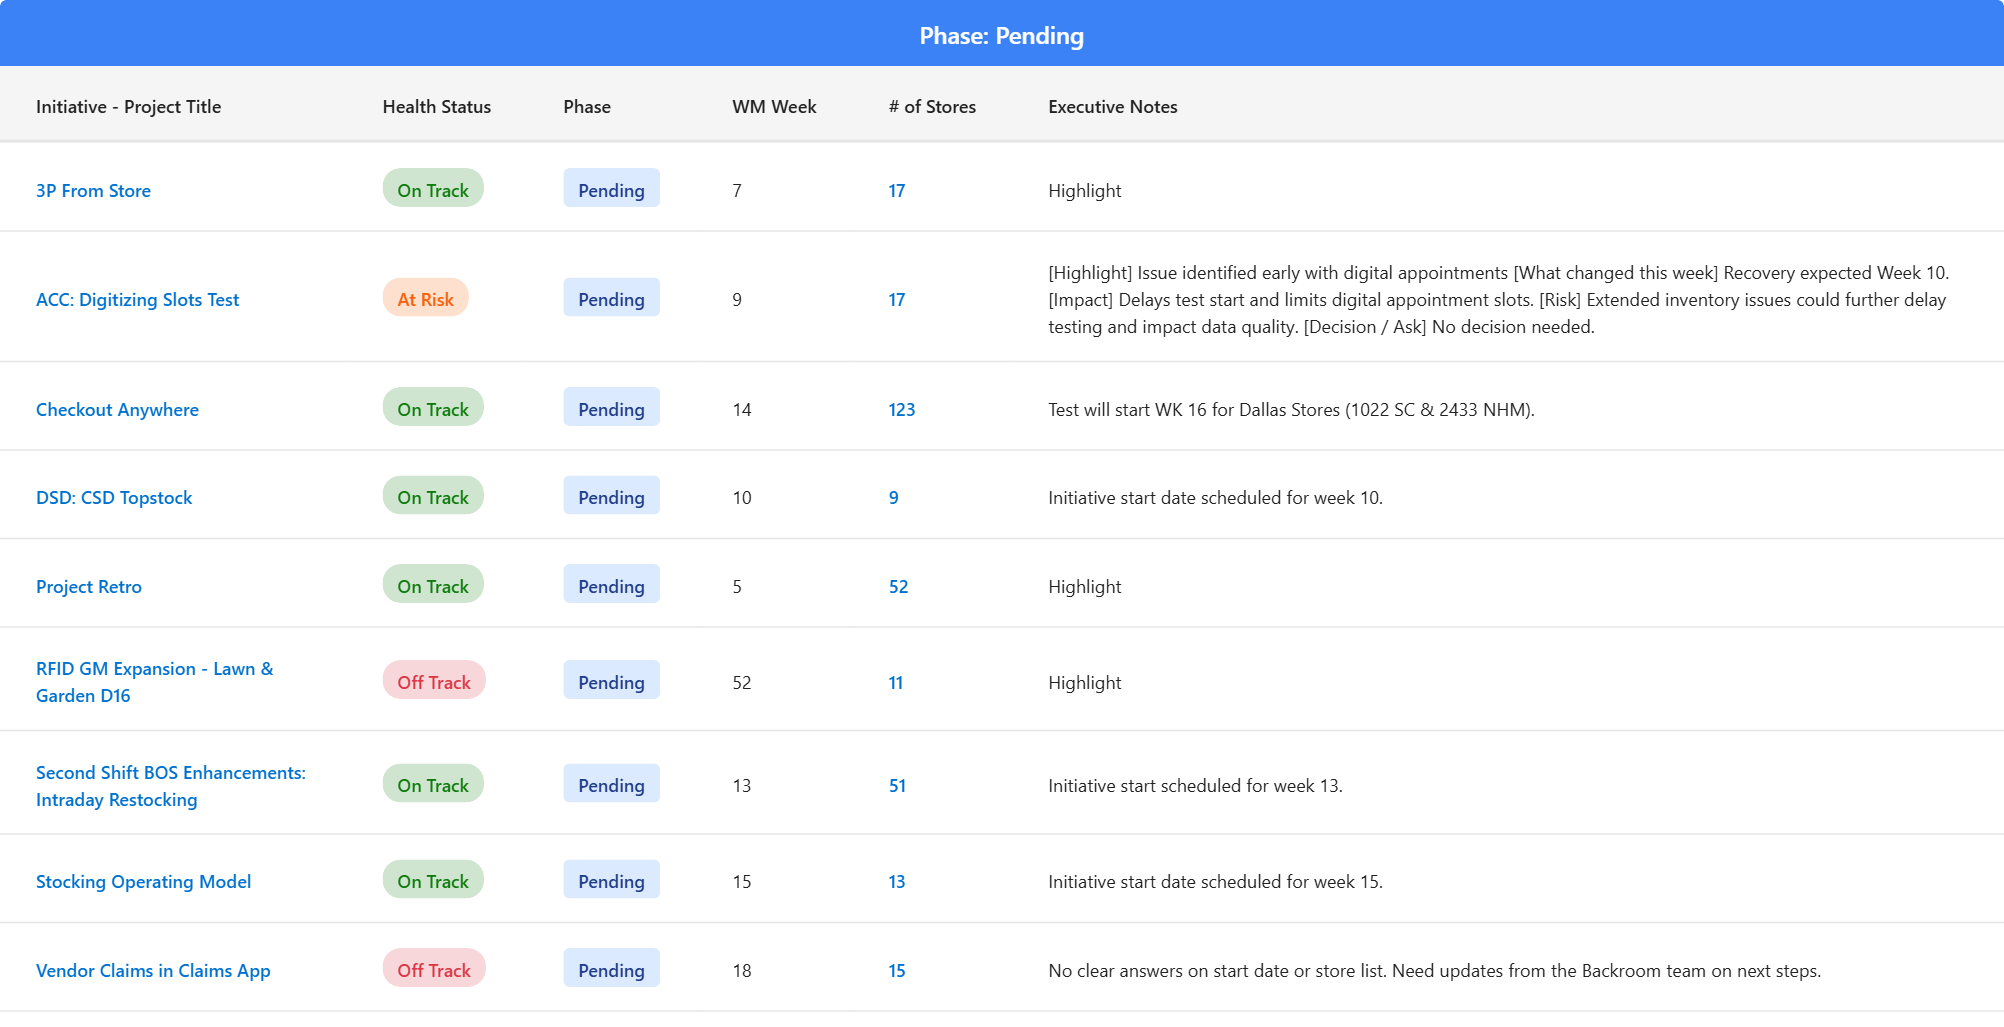 Phase: Pending
Initiative - Project Title Health Status Phase WM Week # of Stores Executive Notes
3P From Store On Track Pending 7 17 Highlight
ACC: Digitizing Slots Test At Risk Pending 9 17 [Highlight] Issue identified early with digital appointments [What changed this week] Recovery expected Week 10.
[Impact] Delays test start and limits digital appointment slots. [Risk] Extended inventory issues could further delay
testing and impact data quality. [Decision / Ask] No decision needed.
Checkout Anywhere On Track Pending 14 123 Test will start WK 16 for Dallas Stores (1022 SC & 2433 NHM).
DSD: CSD Topstock On Track Pending 10 9 Initiative start date scheduled for week 10.
Project Retro On Track Pending 5 52 Highlight
RFID GM Expansion - Lawn &
Garden D16 Off Track Pending 52 11 Highlight
Second Shift BOS Enhancements:
Intraday Restocking On Track Pending 13 51 Initiative start scheduled for week 13.
Stocking Operating Model On Track Pending 15 13 Initiative start date scheduled for week 15.
Vendor Claims in Claims App Off Track Pending 18 15 No clear answers on start date or store list. Need updates from the Backroom team on next steps.